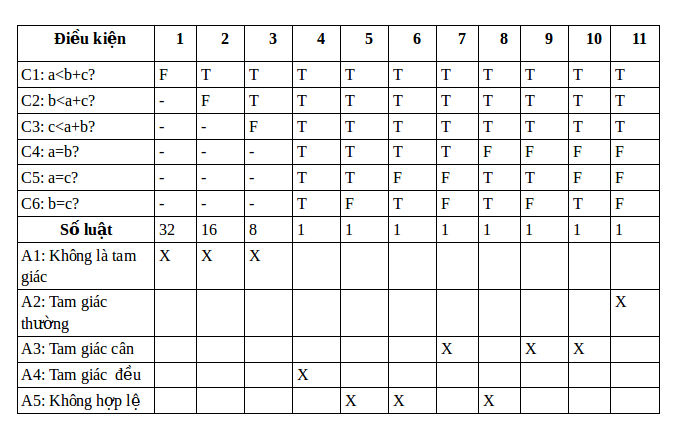 Điều kiện 1 2 3 4 5 6 7 8 9 10 11
C1: a<b+c? F T T T T T T T T T T
C2: b<a+c? - F T T T T T T T T T
C3: c<a+b? - - F T T T T T T T T
C4: a=b? - - - T T T T F F F F
C5: a=c? - - - T T F F T T F F
C6: b=c? - - - T F T F T F T F
Số luật 32 16 8 1 1 1 1 1 1 1 1
A1: Không là tam X X X
giác
A2: Tam giác X
thường
A3: Tam giác cân X X X
A4: Tam giác đều X
A5: Không hợp lệ X X X